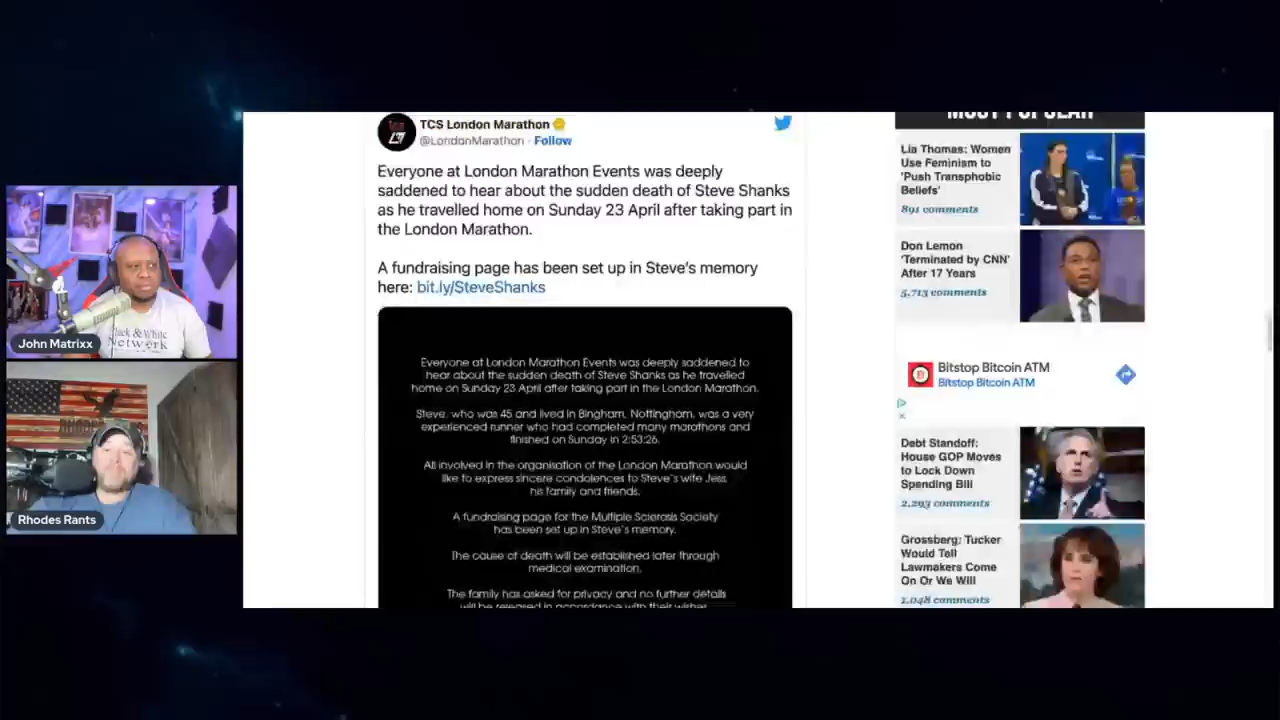 TCS London Marathon
@LondonMarathon · Follow
Everyone at London Marathon Events was deeply
saddened to hear about the sudden death of Steve Shanks
as he travelled home on Sunday 23 April after taking part in
the London Marathon.
A fundraising page has been set up in Steve's memory
here: bit.ly/SteveShanks
Everyone at London Marathon Events was deeply saddened to
hear about the sudden death of Steve Shanks as he travelled
home on Sunday 23 April after taking part in the London Marathon.
Steve, who was 45 and lived in Bingham, Nottingham, was a very
experienced runner who had completed many marathons and
finished on Sunday in 2:53:26.
All involved in the organisation of the London Marathon would
like to express sincere condolences to Steve's wife Jess,
his family and friends.
A fundraising page for the Multiple Sclerosis Society
has been set up in Steve's memory.
The cause of death will be established later through
medical examination.
The family has asked for privacy and no further details
will be released in accordance with their wishes
MOST POPULAR
Lia Thomas: Women
Use Feminism to
'Push Transphobic
Beliefs'
891 comments
Don Lemon
'Terminated by CNN'
After 17 Years
5,713 comments
Bitstop Bitcoin ATM
Bitstop Bitcoin ATM
Debt Standoff:
House GOP Moves
to Lock Down
Spending Bill
2,293 comments
Grossberg: Tucker
Would Tell
Lawmakers Come
On Or We Will
1,048 comments
Black & White
Network
John Matrixx
Rhodes Rants